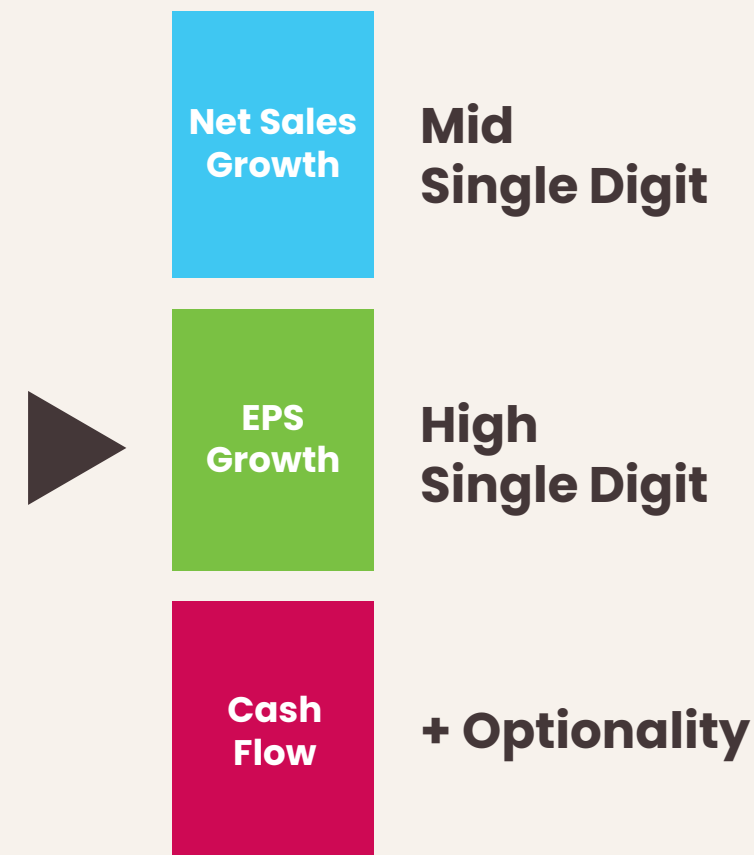 Net Sales
Growth
Mid
Single Digit
EPS
Growth
High
Single Digit
Cash
Flow
+ Optionality